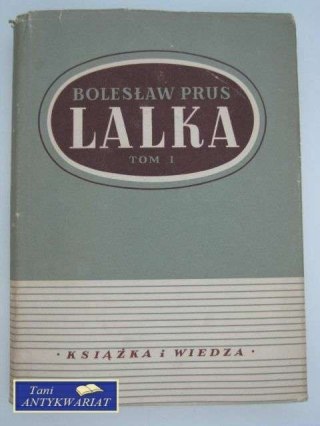 BOLESŁAW PRUS
LALKA
TOM I
• KSIĄŻKA i WIEDZA •
Tani
ANTYKWARIAT